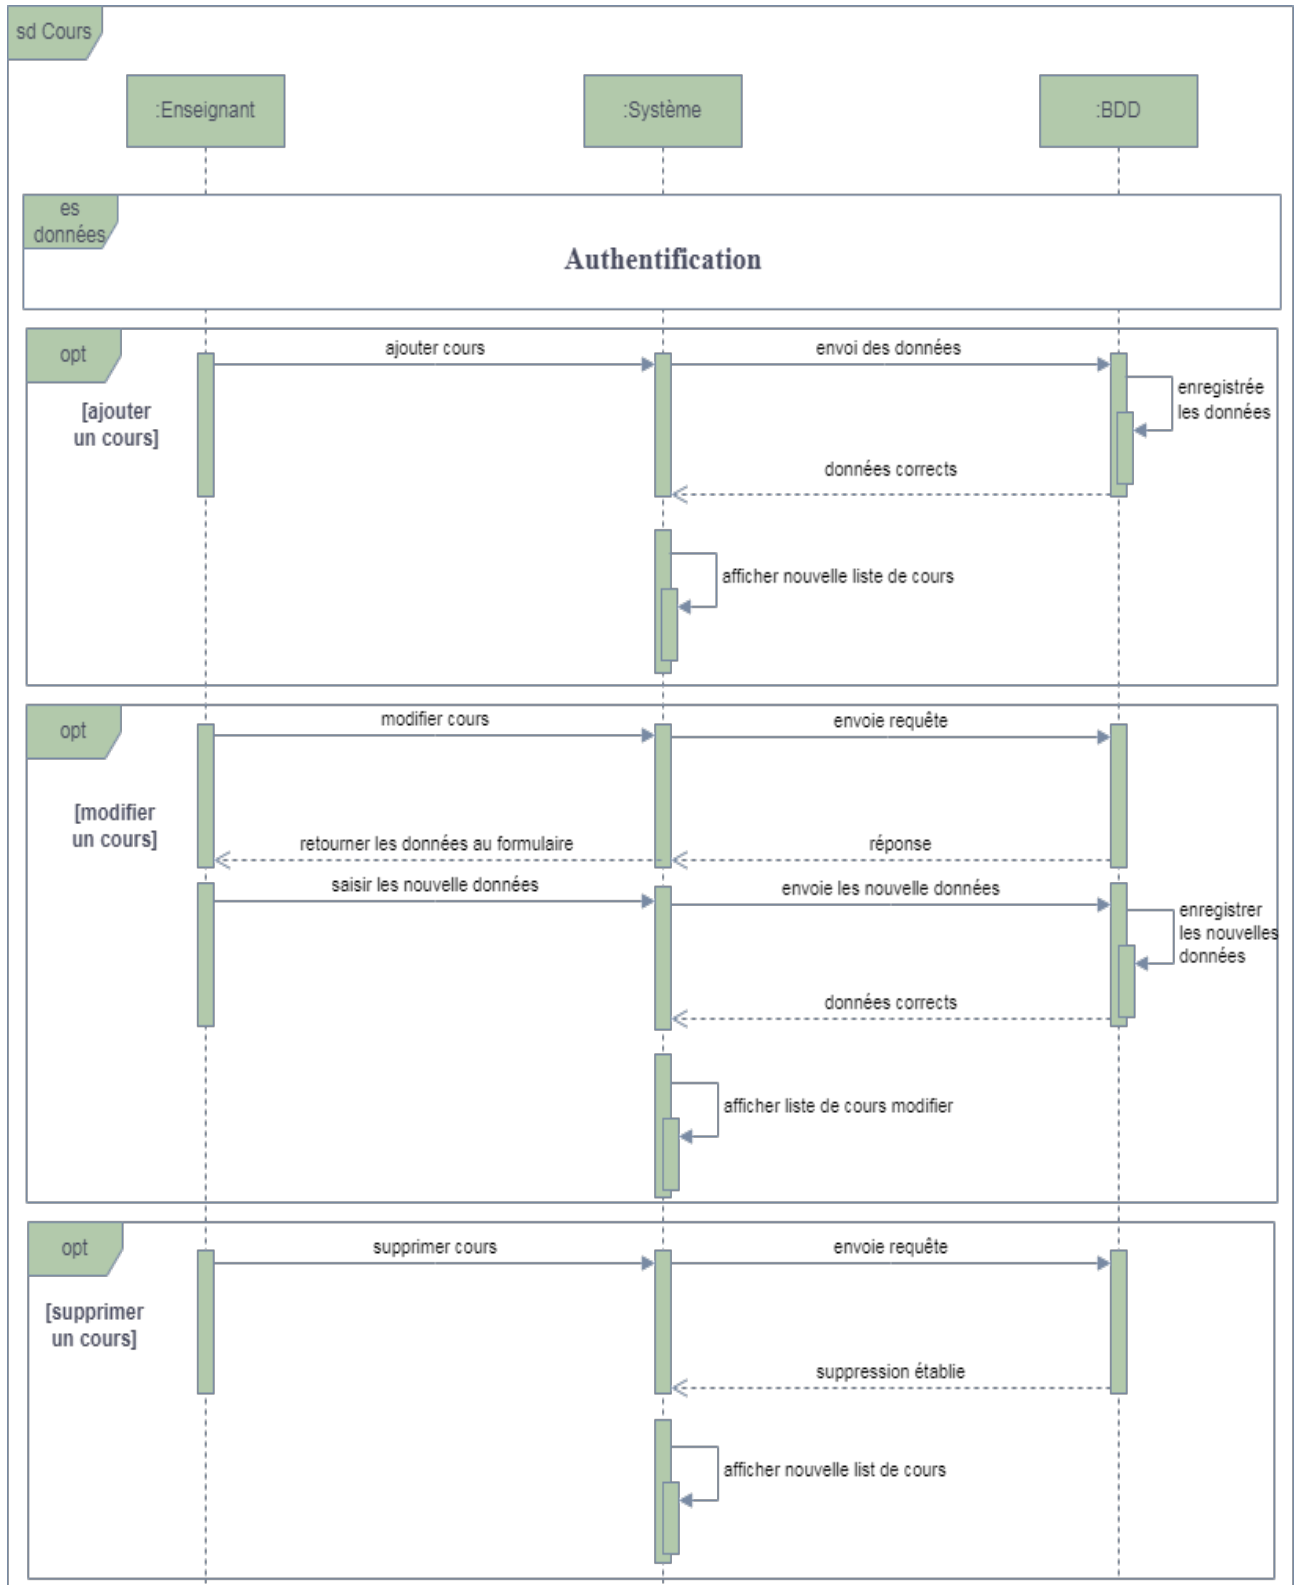 sd Cours
:Enseignant
:Système
:BDD
es
données
Authentification
opt
[ajouter
un cours]
ajouter cours
envoi des données
enregistrée
les données
données corrects
afficher nouvelle liste de cours
opt
[modifier
un cours]
modifier cours
envoie requête
retourner les données au formulaire
réponse
saisir les nouvelle données
envoie les nouvelle données
enregistrer
les nouvelles
données
données corrects
afficher liste de cours modifier
opt
[supprimer
un cours]
supprimer cours
envoie requête
suppression établie
afficher nouvelle list de cours